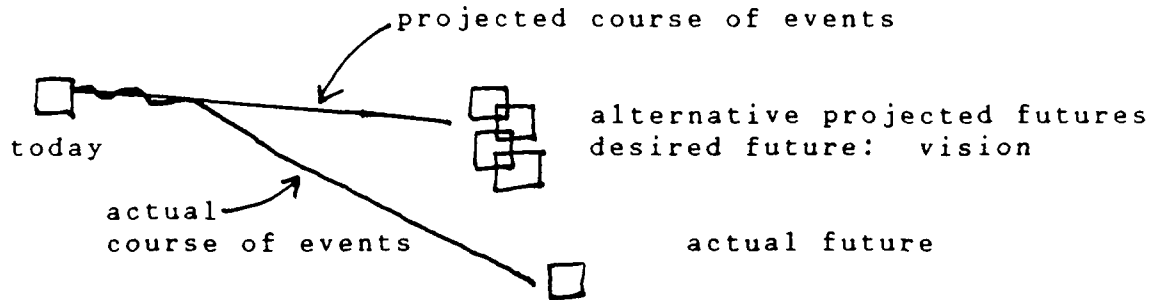 projected course of events
today
alternative projected futures
desired future: vision
actual
course of events
actual future